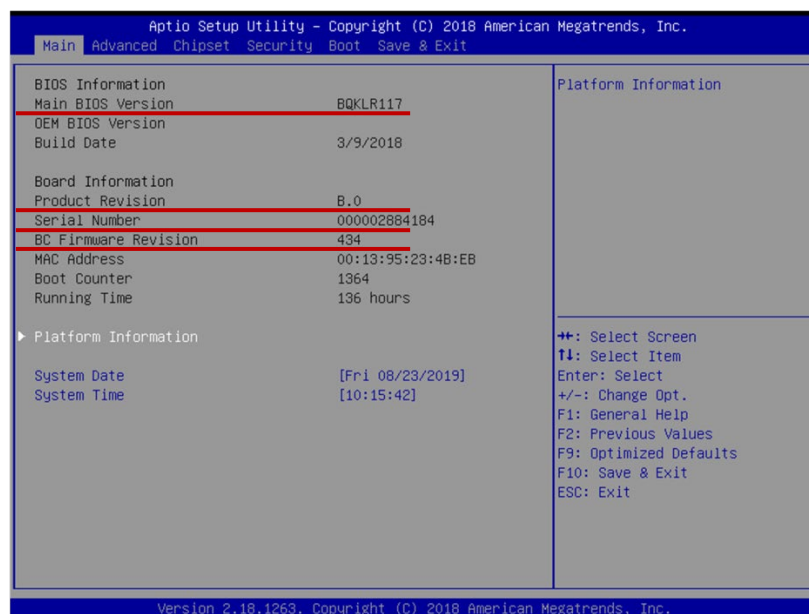 Aptio Setup Utility – Copyright (C) 2018 American Megatrends, Inc.
Main Advanced Chipset Security Boot Save & Exit
BIOS Information
Main BIOS Version BQKLR117
OEM BIOS Version
Build Date 3/9/2018
Board Information
Product Revision B.0
Serial Number 000002884184
BC Firmware Revision 434
MAC Address 00:13:95:23:4B:EB
Boot Counter 1364
Running Time 136 hours
▶ Platform Information
System Date [Fri 08/23/2019]
System Time [10:15:42]
Platform Information
→←: Select Screen
↑↓: Select Item
Enter: Select
+/-: Change Opt.
F1: General Help
F2: Previous Values
F9: Optimized Defaults
F10: Save & Exit
ESC: Exit
Version 2.18.1263. Copyright (C) 2018 American Megatrends, Inc.